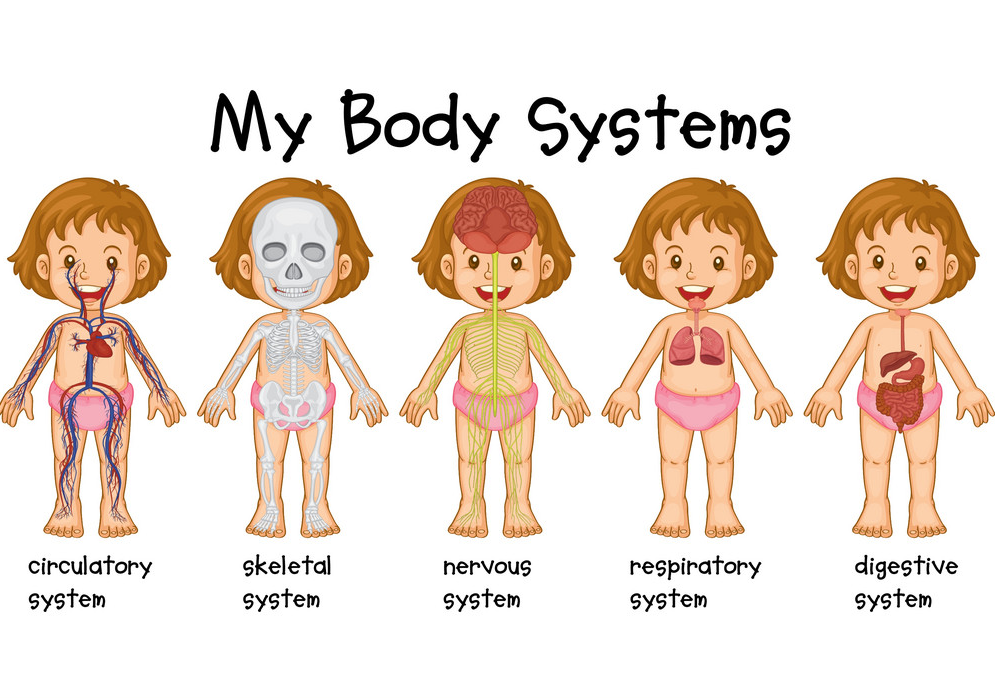 My Body Systems
circulatory
system
skeletal
system
nervous
system
respiratory
system
digestive
system